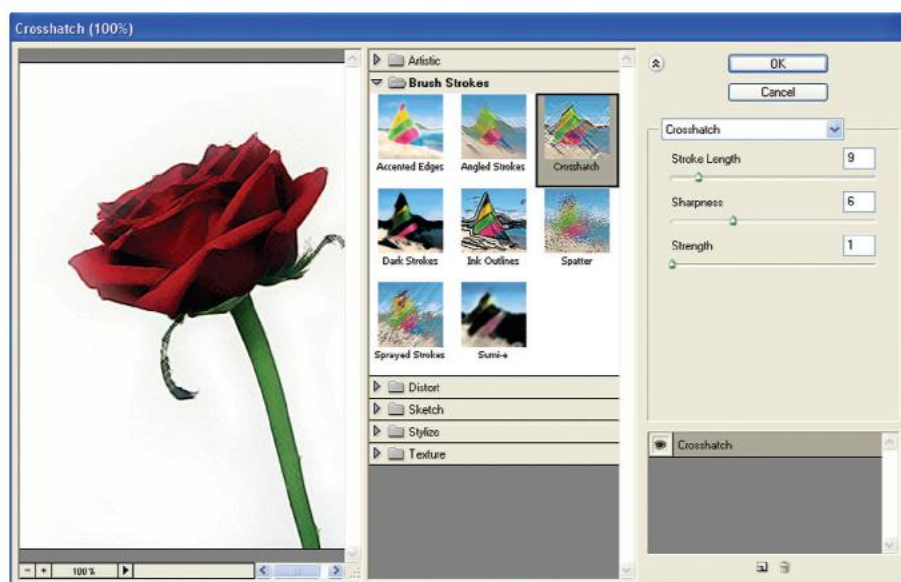 Crosshatch (100%)
Artistic
Brush Strokes
Accented Edges
Angled Strokes
Crosshatch
Dark Strokes
Ink Outlines
Spatter
Sprayed Strokes
Sumi-e
Distort
Sketch
Stylize
Texture
100%
OK
Cancel
Crosshatch
Stroke Length 9
Sharpness 6
Strength 1
Crosshatch